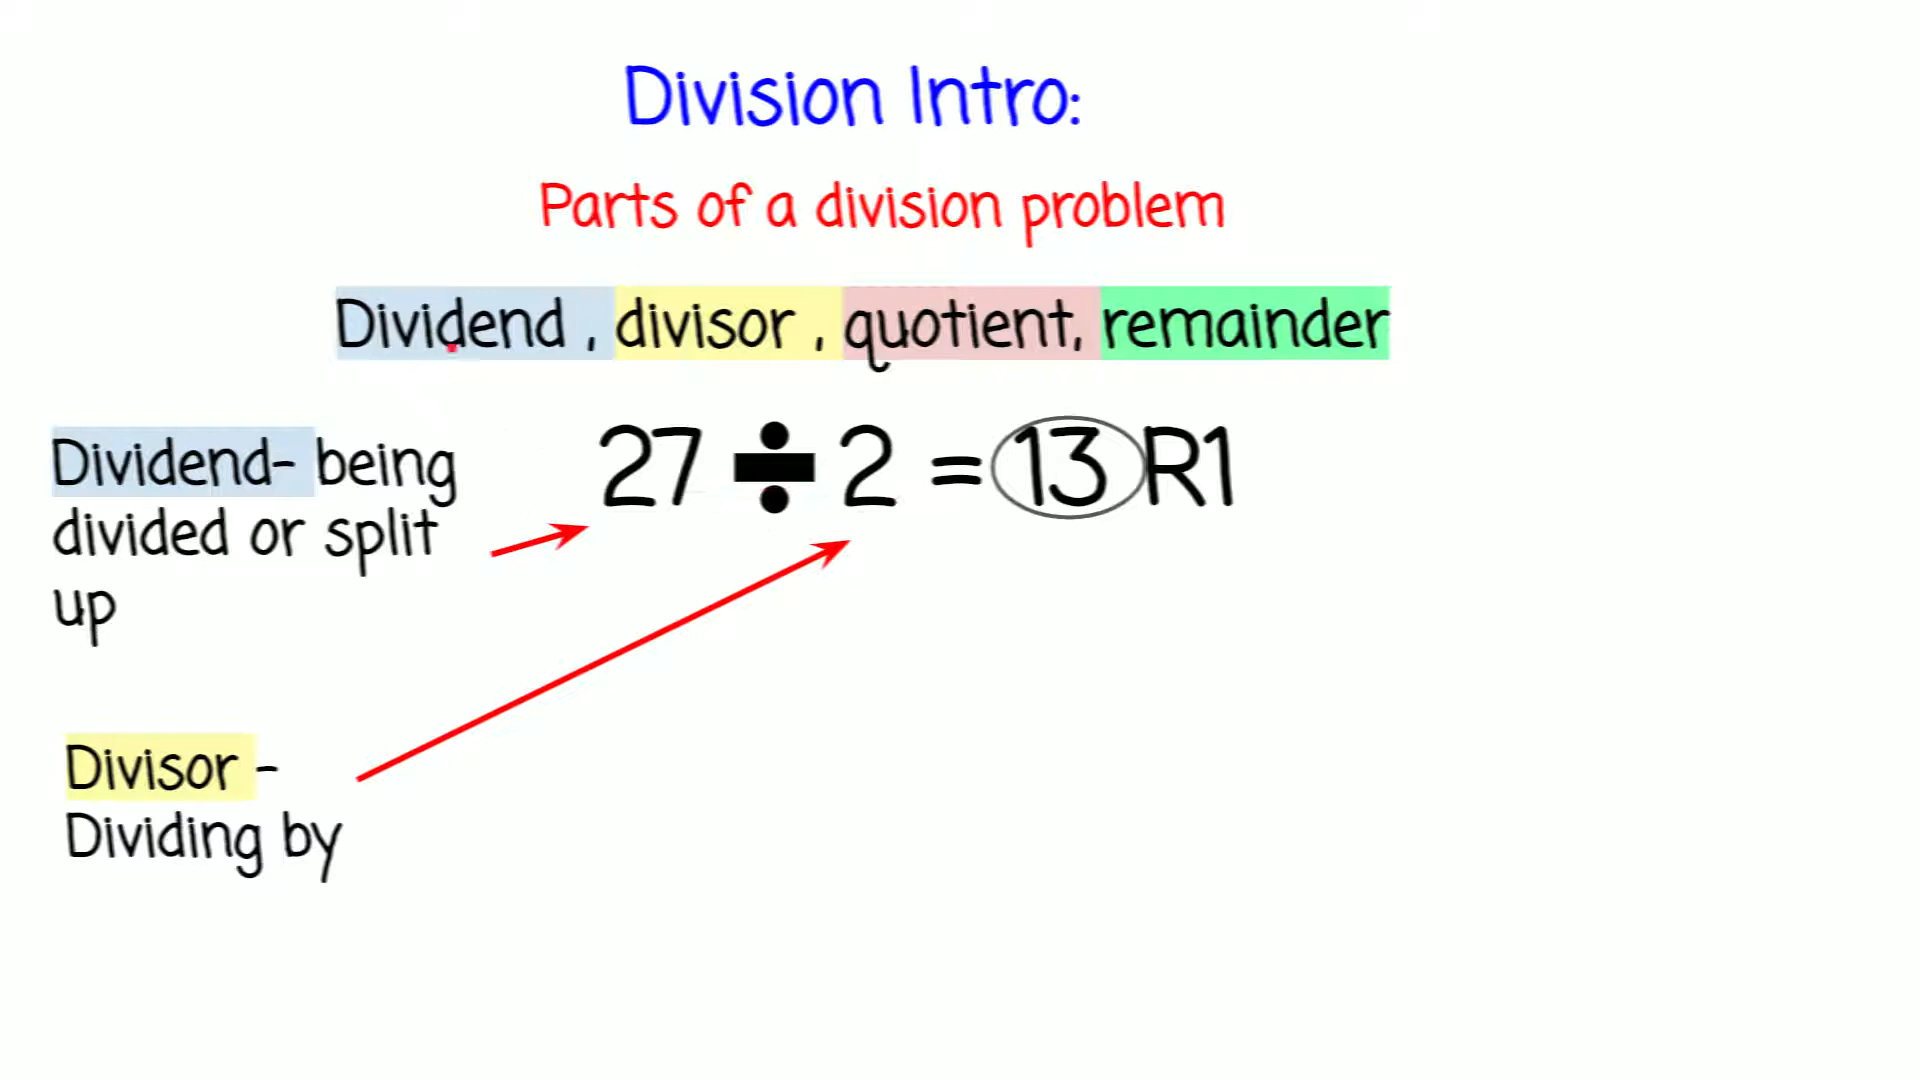 Division Intro:
Parts of a division problem
Dividend , divisor , quotient, remainder
27 ÷ 2 = 13 R1
Dividend- being
divided or split
up
Divisor -
Dividing by